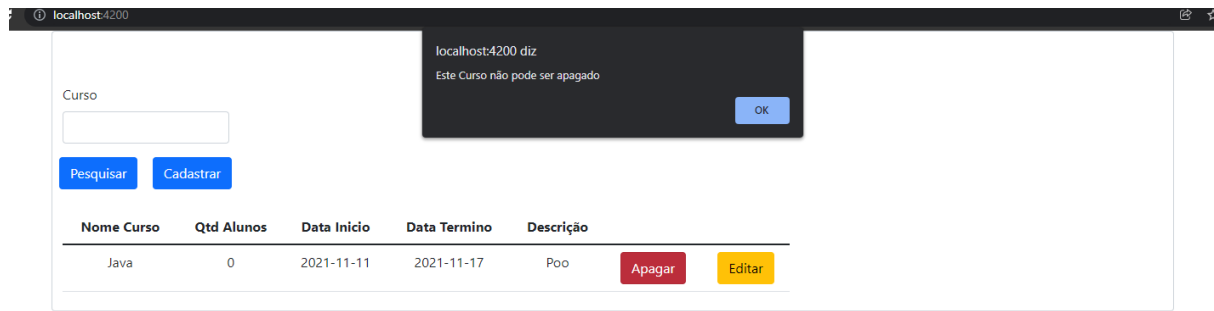 localhost:4200
localhost:4200 diz
Este Curso não pode ser apagado
OK
Curso
Pesquisar Cadastrar
Nome Curso Qtd Alunos Data Inicio Data Termino Descrição
Java 0 2021-11-11 2021-11-17 Poo Apagar Editar